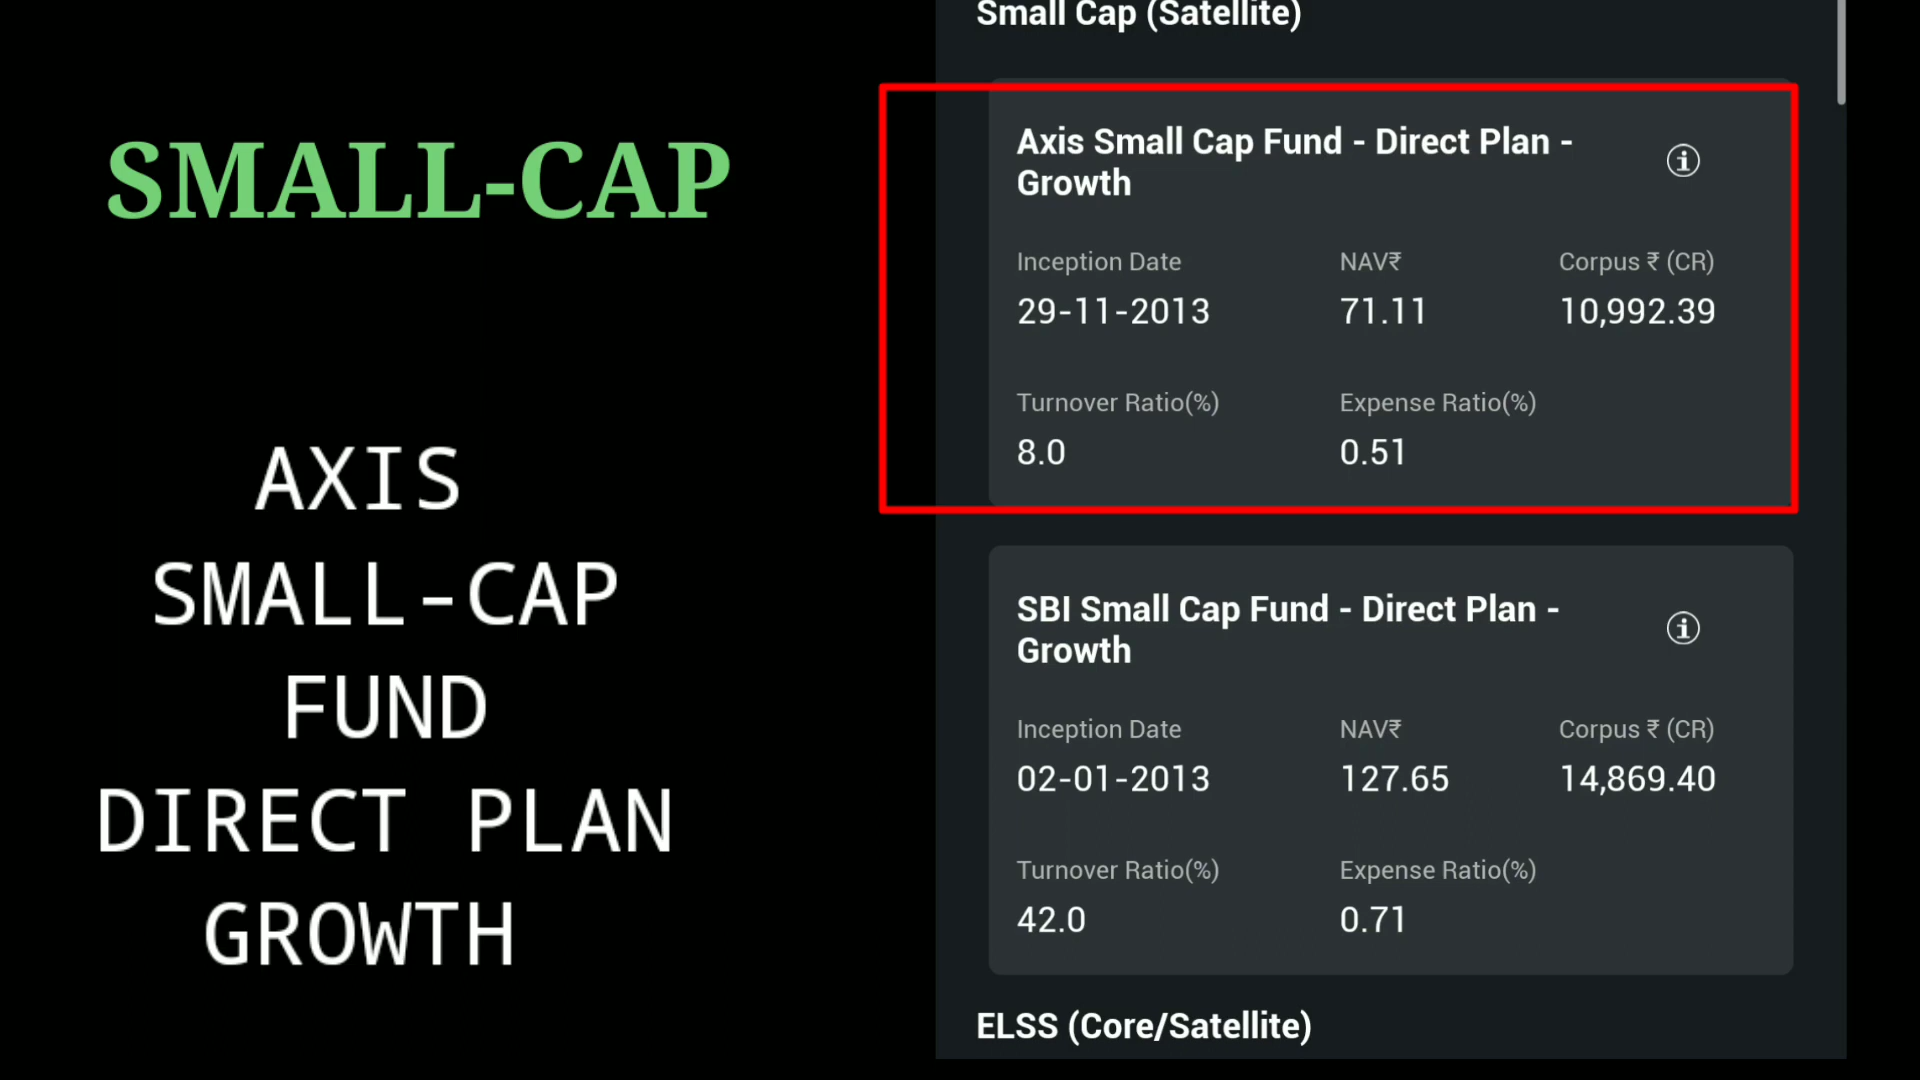 SMALL-CAP
AXIS
SMALL-CAP
FUND
DIRECT PLAN
GROWTH
Small Cap (Satellite)
Axis Small Cap Fund - Direct Plan -
Growth
Inception Date NAV₹ Corpus ₹ (CR)
29-11-2013 71.11 10,992.39
Turnover Ratio(%) Expense Ratio(%)
8.0 0.51
SBI Small Cap Fund - Direct Plan -
Growth
Inception Date NAV₹ Corpus ₹ (CR)
02-01-2013 127.65 14,869.40
Turnover Ratio(%) Expense Ratio(%)
42.0 0.71
ELSS (Core/Satellite)